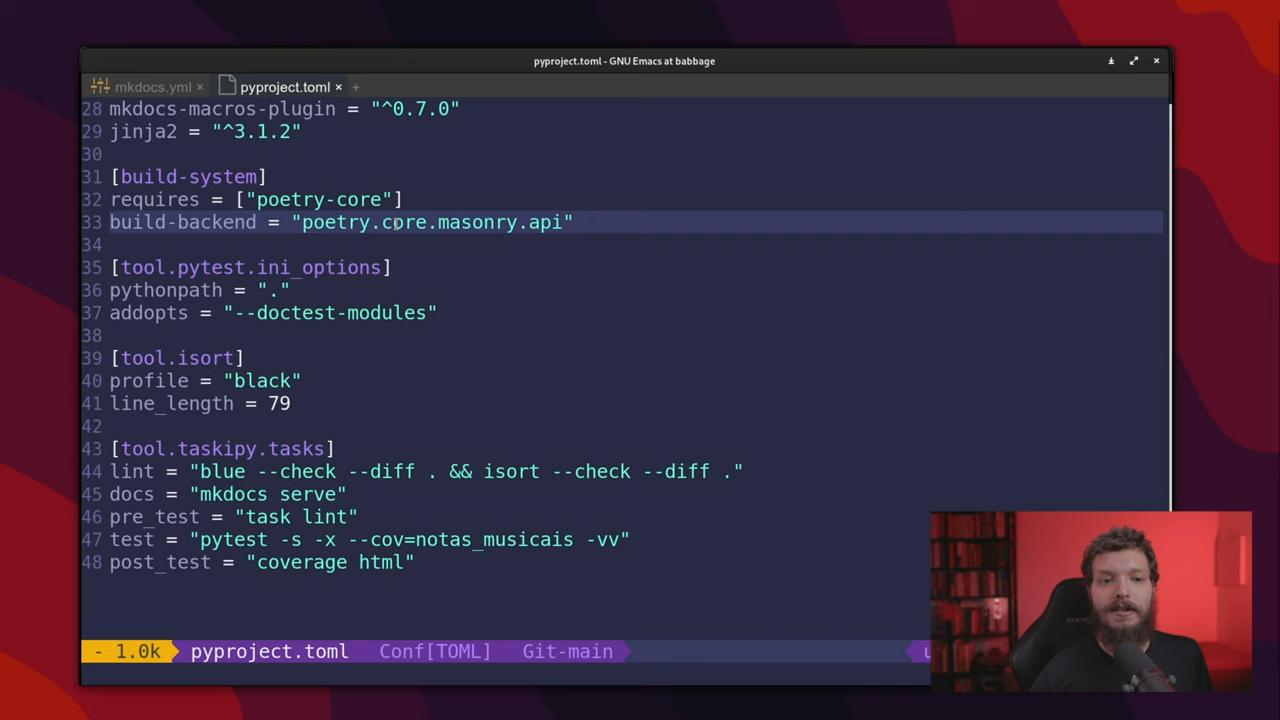 pyproject.toml - GNU Emacs at babbage
mkdocs.yml × pyproject.toml × +
28 mkdocs-macros-plugin = "^0.7.0"
29 jinja2 = "^3.1.2"
30
31 [build-system]
32 requires = ["poetry-core"]
33 build-backend = "poetry.core.masonry.api"
34
35 [tool.pytest.ini_options]
36 pythonpath = "."
37 addopts = "--doctest-modules"
38
39 [tool.isort]
40 profile = "black"
41 line_length = 79
42
43 [tool.taskipy.tasks]
44 lint = "blue --check --diff . && isort --check --diff ."
45 docs = "mkdocs serve"
46 pre_test = "task lint"
47 test = "pytest -s -x --cov=notas_musicais -vv"
48 post_test = "coverage html"
- 1.0k pyproject.toml Conf[TOML] Git-main